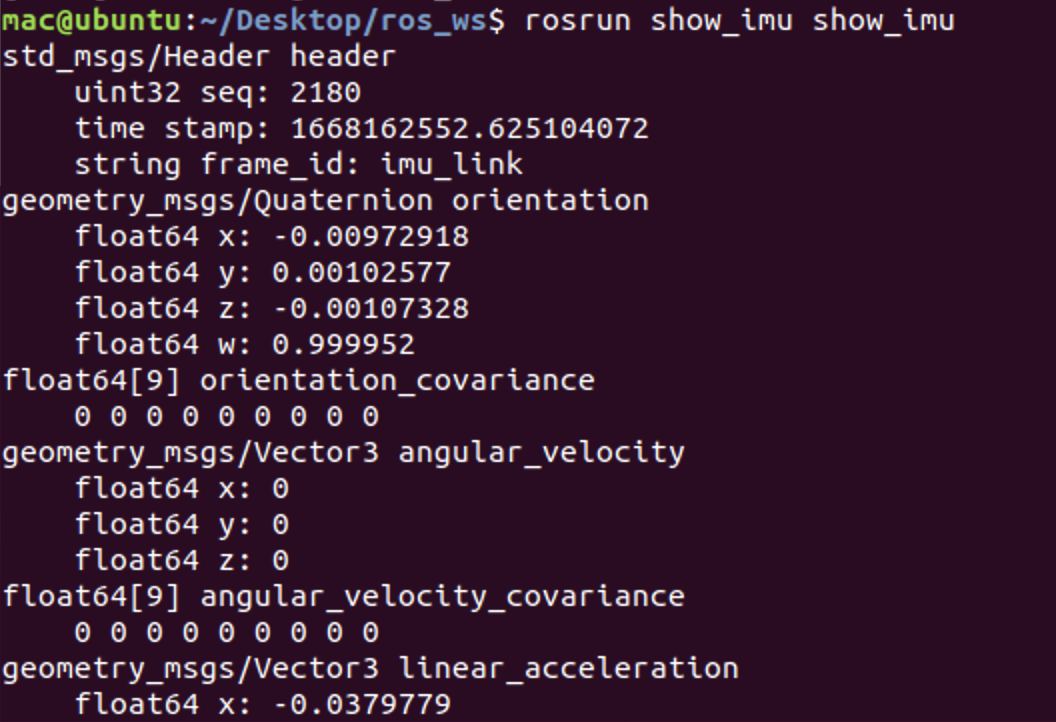 mac@ubuntu:~/Desktop/ros_ws$ rosrun show_imu show_imu
std_msgs/Header header
    uint32 seq: 2180
    time stamp: 1668162552.625104072
    string frame_id: imu_link
geometry_msgs/Quaternion orientation
    float64 x: -0.00972918
    float64 y: 0.00102577
    float64 z: -0.00107328
    float64 w: 0.999952
float64[9] orientation_covariance
    0 0 0 0 0 0 0 0 0
geometry_msgs/Vector3 angular_velocity
    float64 x: 0
    float64 y: 0
    float64 z: 0
float64[9] angular_velocity_covariance
    0 0 0 0 0 0 0 0 0
geometry_msgs/Vector3 linear_acceleration
    float64 x: -0.0379779